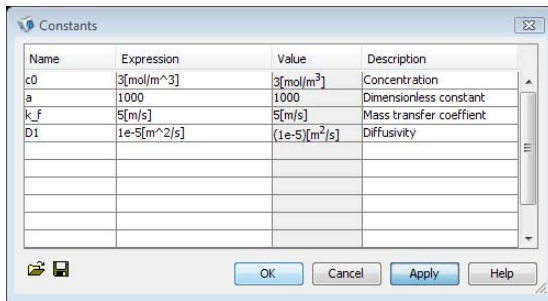 Constants
Name Expression Value Description
c0 3[mol/m^3] 3[mol/m³] Concentration
a 1000 1000 Dimensionless constant
k_f 5[m/s] 5[m/s] Mass transfer coeffient
D1 1e-5[m^2/s] (1e-5)[m²/s] Diffusivity
OK Cancel Apply Help